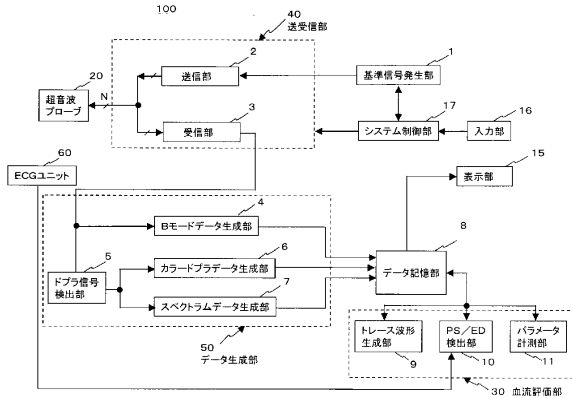 100
40
送受信部
2
送信部
1
基準信号発生部
20
超音波
プローブ
N
3
受信部
17
システム制御部
16
入力部
60
ECGユニット
15
表示部
4
Bモードデータ生成部
8
データ記憶部
6
カラードプラデータ生成部
5
ドプラ信号
検出部
7
スペクトラムデータ生成部
50
データ生成部
トレース波形
生成部
9
PS/ED
検出部
10
パラメータ
計測部
11
30 血流評価部